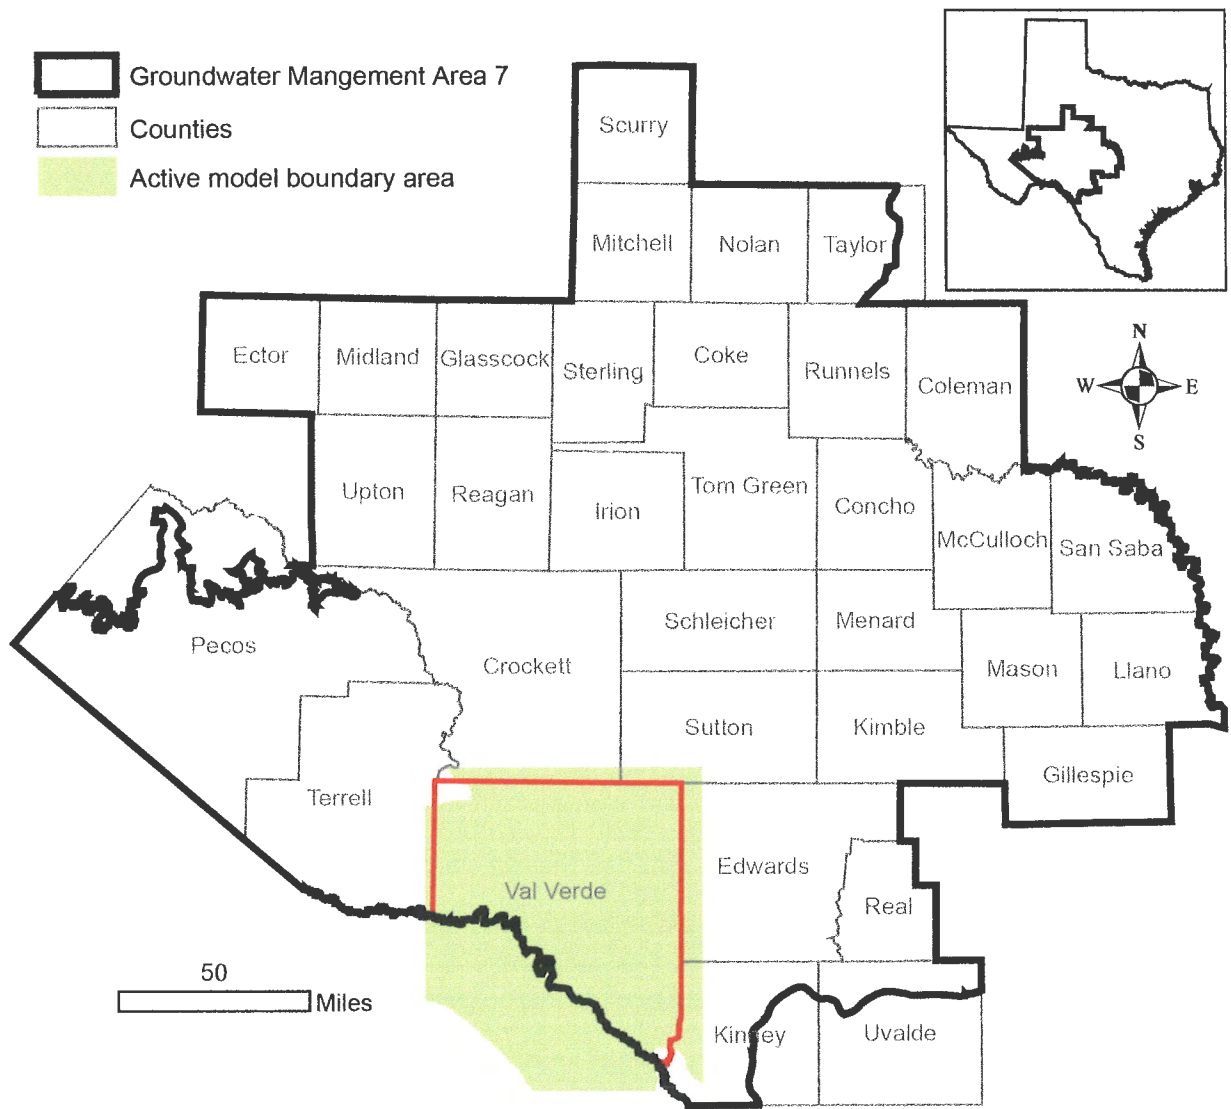 Groundwater Mangement Area 7
Counties
Active model boundary area
Scurry
Mitchell
Nolan
Taylor
Ector
Midland
Glasscock
Sterling
Coke
Runnels
Coleman
N
W
E
S
Upton
Reagan
Irion
Tom Green
Concho
McCulloch
San Saba
Pecos
Crockett
Schleicher
Menard
Mason
Llano
Sutton
Kimble
Gillespie
Terrell
Val Verde
Edwards
Real
50
Miles
Kinney
Uvalde